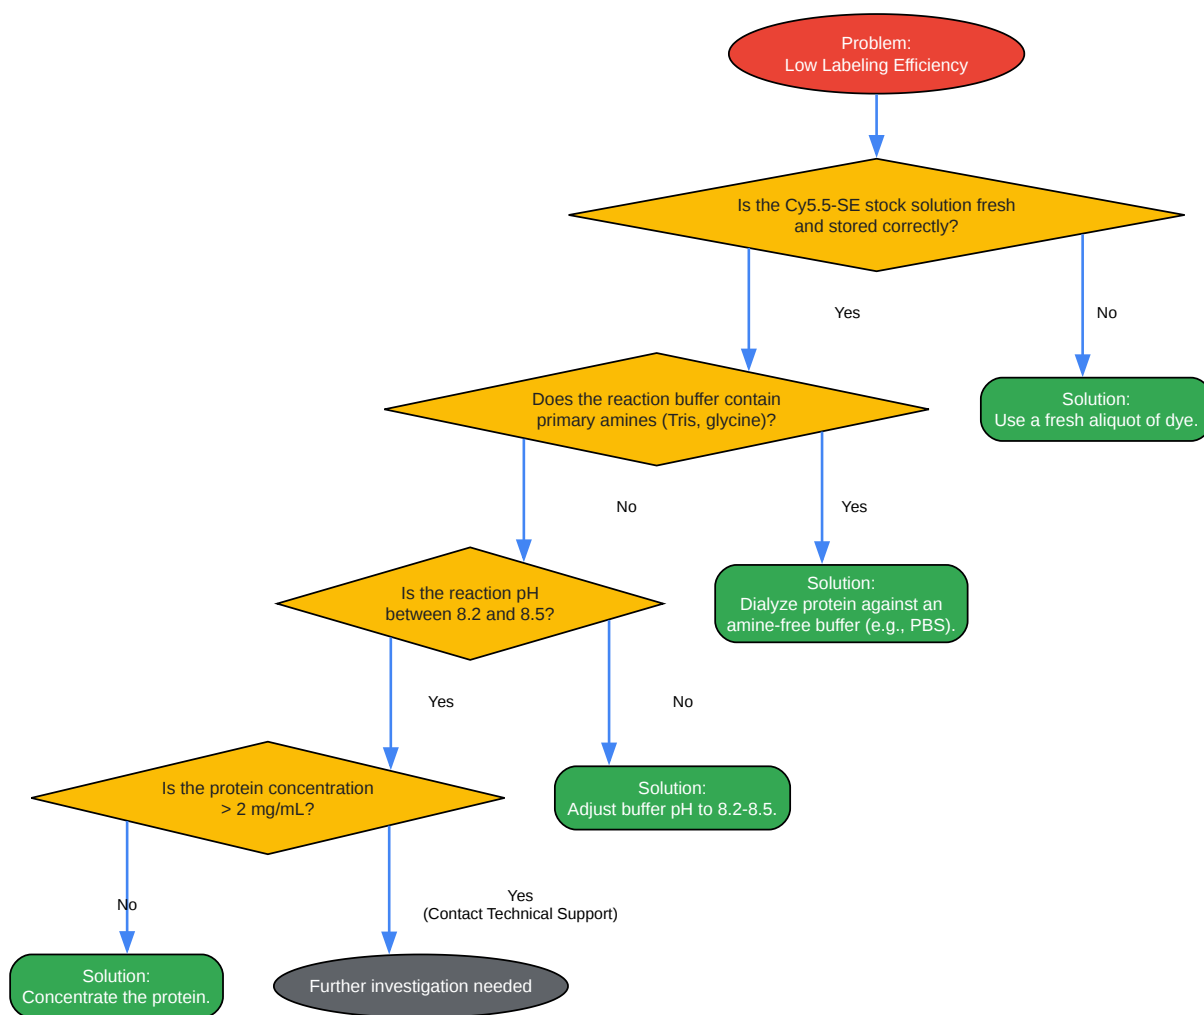 Problem:
Low Labeling Efficiency
Is the Cy5.5-SE stock solution fresh
and stored correctly?
Yes
No
Does the reaction buffer contain
primary amines (Tris, glycine)?
Solution:
Use a fresh aliquot of dye.
No
Yes
Is the reaction pH
between 8.2 and 8.5?
Solution:
Dialyze protein against an
amine-free buffer (e.g., PBS).
Yes
No
Is the protein concentration
> 2 mg/mL?
Solution:
Adjust buffer pH to 8.2-8.5.
No
Yes
(Contact Technical Support)
Solution:
Concentrate the protein.
Further investigation needed